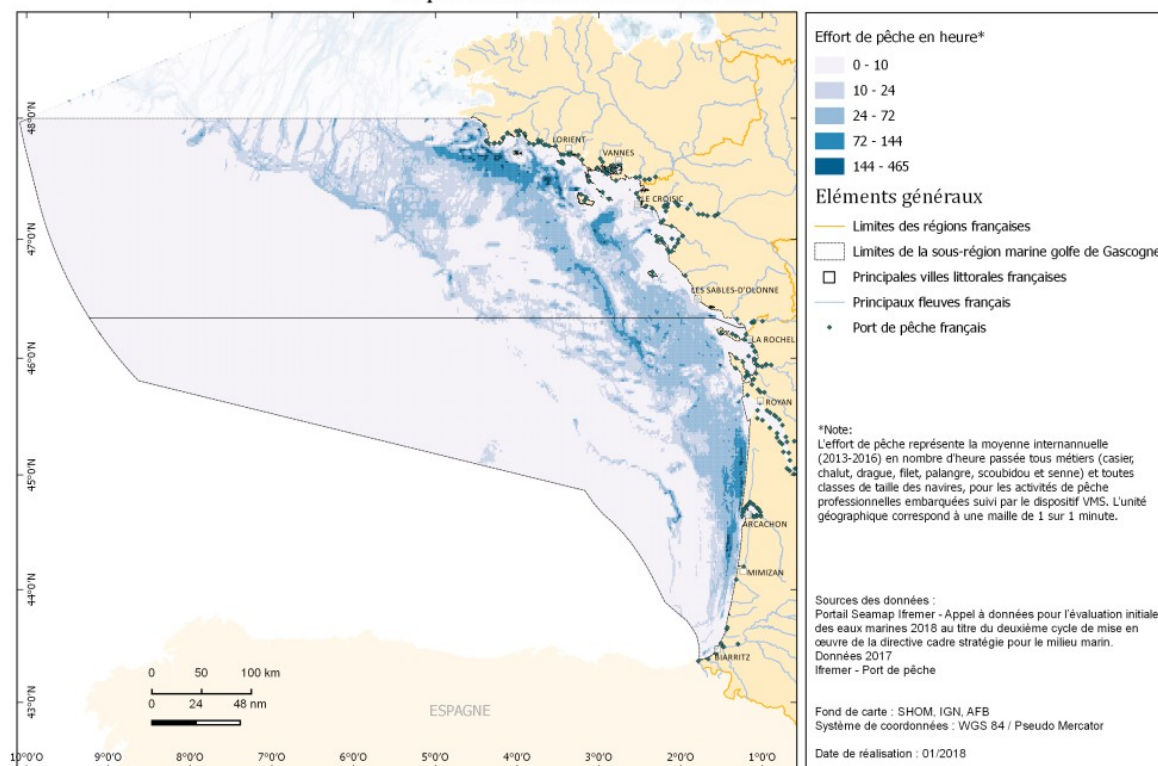 LORIENT
VANNES
LE CROISIC
LES SABLES-D'OLONNE
LA ROCHEL
ROYAN
ARCACHON
MIMIZAN
BIARRITZ
ESPAGNE
48°0'N
47°0'N
46°0'N
45°0'N
44°0'N
43°0'N
0 50 100 km
0 24 48 nm
10°0'O 9°0'O 8°0'O 7°0'O 6°0'O 5°0'O 4°0'O 3°0'O 2°0'O 1°0'O
Effort de pêche en heure*
0 - 10
10 - 24
24 - 72
72 - 144
144 - 465
Eléments généraux
Limites des régions françaises
Limites de la sous-région marine golfe de Gascogne
Principales villes littorales françaises
Principaux fleuves français
Port de pêche français
*Note:
L'effort de pêche représente la moyenne internannuelle
(2013-2016) en nombre d'heure passée tous métiers (casier,
chalut, drague, filet, palangre, scoubidou et senne) et toutes
classes de taille des navires, pour les activités de pêche
professionnelles embarquées suivi par le dispositif VMS. L'unité
géographique correspond à une maille de 1 sur 1 minute.
Sources des données :
Portail Seamap Ifremer - Appel à données pour l'évaluation initiale
des eaux marines 2018 au titre du deuxième cycle de mise en
œuvre de la directive cadre stratégie pour le milieu marin.
Données 2017
Ifremer - Port de pêche
Fond de carte : SHOM, IGN, AFB
Système de coordonnées : WGS 84 / Pseudo Mercator
Date de réalisation : 01/2018